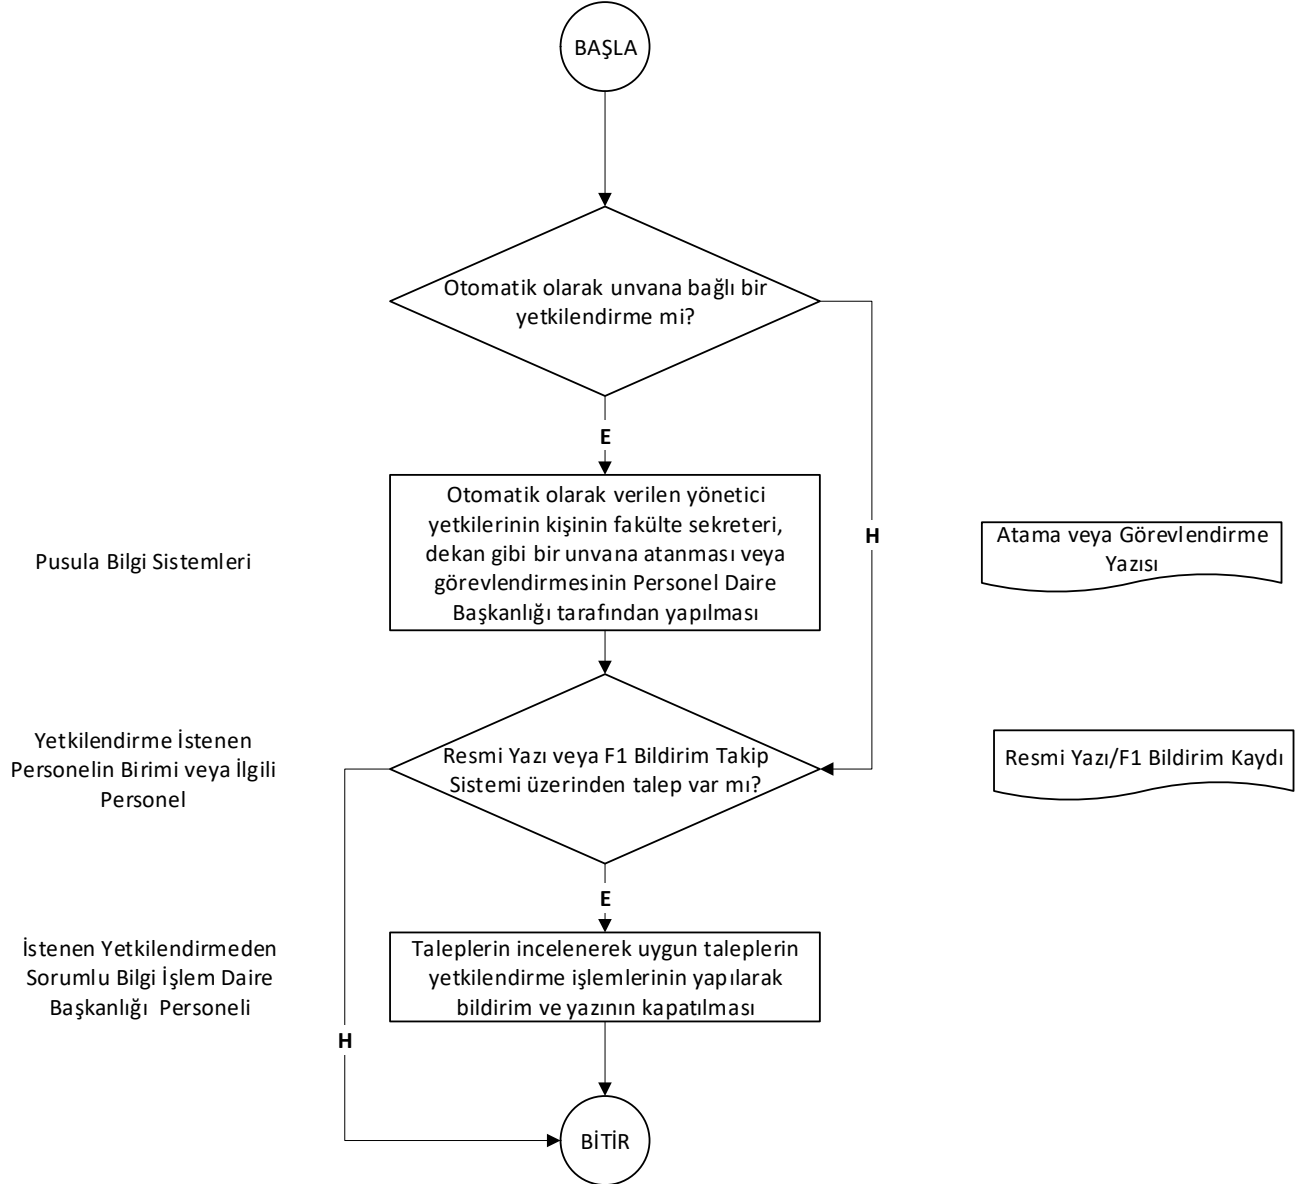 BAŞLA
Otomatik olarak unvana bağlı bir
yetkilendirme mi?
E
H
Pusula Bilgi Sistemleri
Otomatik olarak verilen yönetici
yetkilerinin kişinin fakülte sekreteri,
dekan gibi bir unvana atanması veya
görevlendirmesinin Personel Daire
Başkanlığı tarafından yapılması
Atama veya Görevlendirme
Yazısı
Yetkilendirme İstenen
Personelin Birimi veya İlgili
Personel
Resmi Yazı veya F1 Bildirim Takip
Sistemi üzerinden talep var mı?
Resmi Yazı/F1 Bildirim Kaydı
E
İstenen Yetkilendirmeden
Sorumlu Bilgi İşlem Daire
Başkanlığı  Personeli
Taleplerin incelenerek uygun taleplerin
yetkilendirme işlemlerinin yapılarak
bildirim ve yazının kapatılması
H
BİTİR